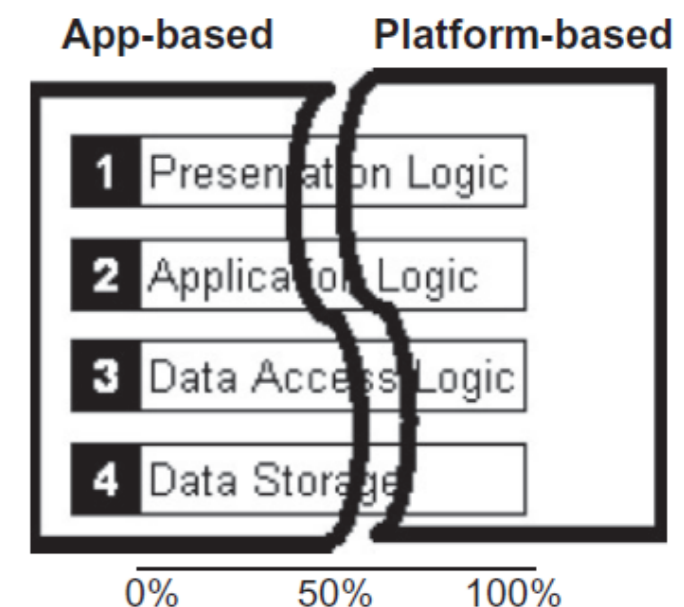 App-based Platform-based
1 Presentation Logic
2 Application Logic
3 Data Access Logic
4 Data Storage
0% 50% 100%